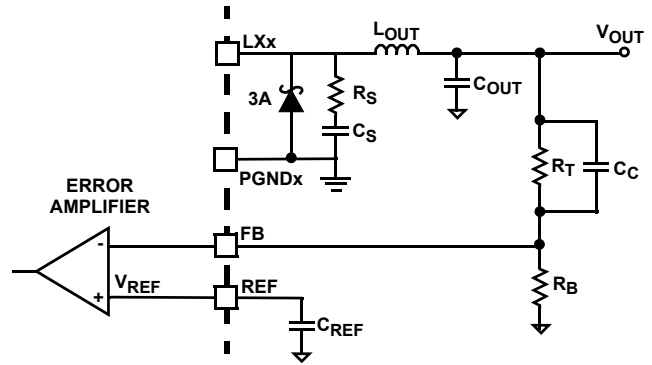 LXx
LOUT
VOUT
3A
RS
CS
COUT
PGNDx
RT
CC
ERROR
AMPLIFIER
FB
-
VREF
+
REF
RB
CREF